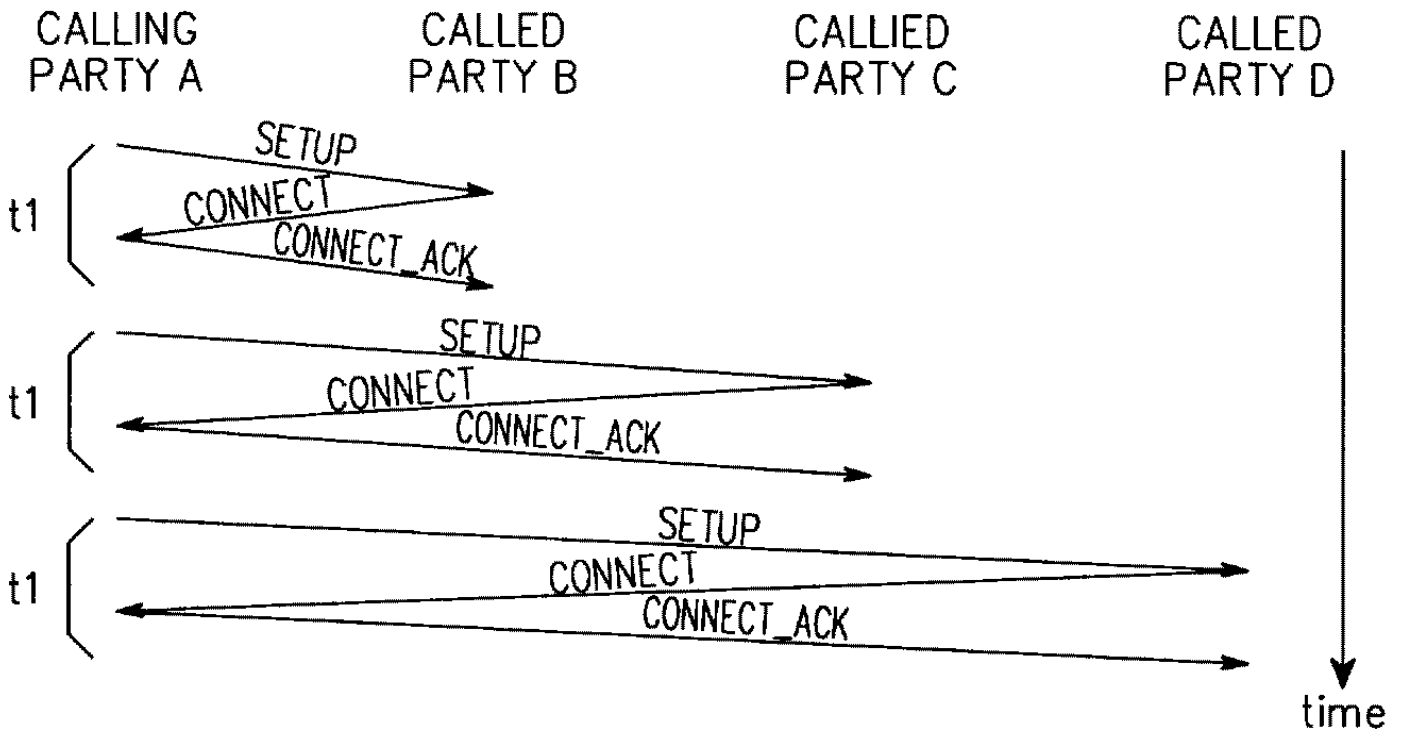 CALLING PARTY A
CALLED PARTY B
CALLIED PARTY C
CALLED PARTY D
SETUP
CONNECT
t1
CONNECT_ACK
SETUP
CONNECT
t1
CONNECT_ACK
SETUP
CONNECT
t1
CONNECT_ACK
time